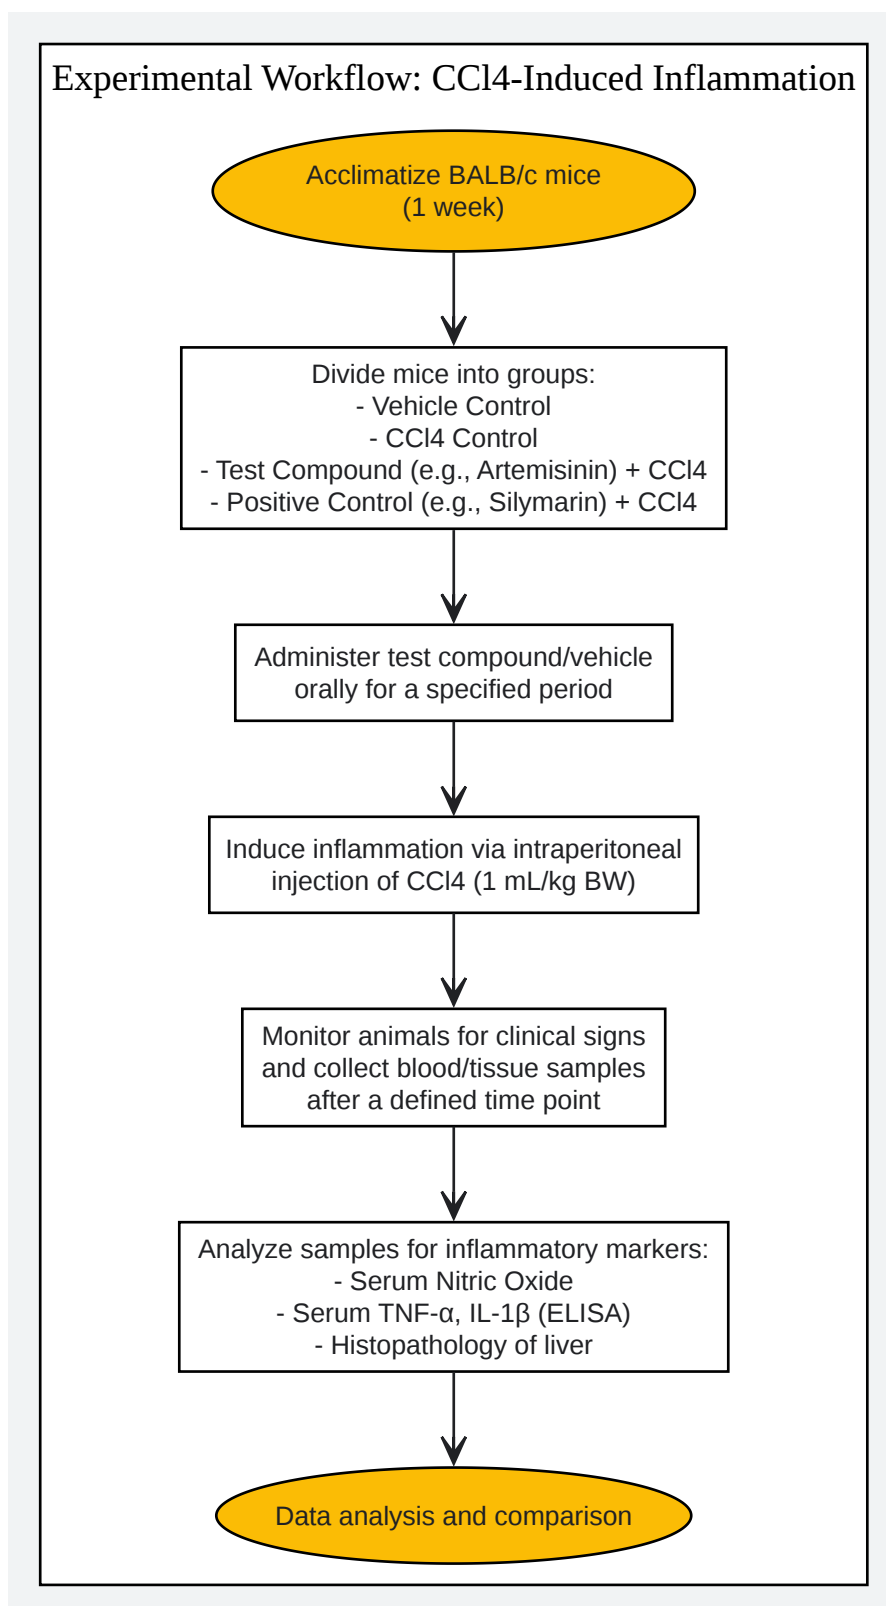 Experimental Workflow: CCl4-Induced Inflammation
Acclimatize BALB/c mice
(1 week)
Divide mice into groups:
- Vehicle Control
- CCl4 Control
- Test Compound (e.g., Artemisinin) + CCl4
- Positive Control (e.g., Silymarin) + CCl4
Administer test compound/vehicle
orally for a specified period
Induce inflammation via intraperitoneal
injection of CCl4 (1 mL/kg BW)
Monitor animals for clinical signs
and collect blood/tissue samples
after a defined time point
Analyze samples for inflammatory markers:
- Serum Nitric Oxide
- Serum TNF-α, IL-1β (ELISA)
- Histopathology of liver
Data analysis and comparison